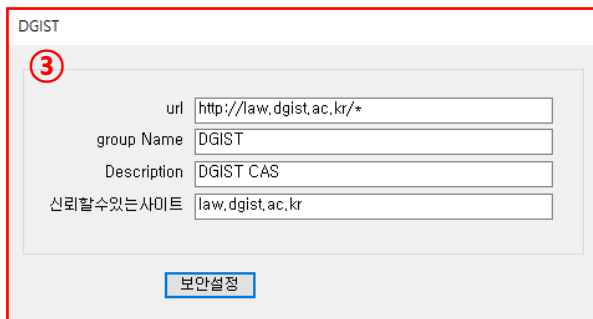 DGIST
③
url http://law.dgist.ac.kr/*
group Name DGIST
Description DGIST CAS
신뢰할수있는사이트 law.dgist.ac.kr
보안설정